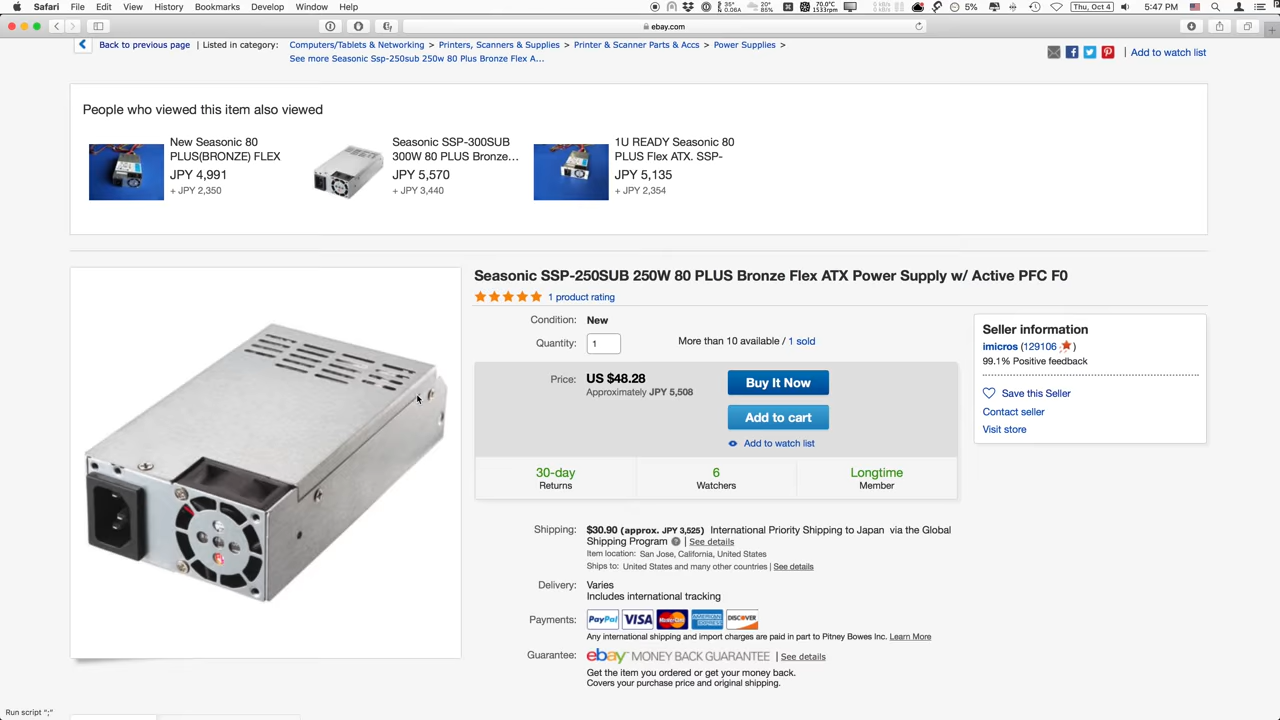 Safari File Edit View History Bookmarks Develop Window Help
35° 0.06A 20° 85% 70.0°C 1533rpm 5% Thu, Oct 4 5:47 PM
ebay.com
Back to previous page | Listed in category: Computers/Tablets & Networking > Printers, Scanners & Supplies > Printer & Scanner Parts & Accs > Power Supplies >
See more Seasonic Ssp-250sub 250w 80 Plus Bronze Flex A...
| Add to watch list
People who viewed this item also viewed
New Seasonic 80
PLUS(BRONZE) FLEX
JPY 4,991
+ JPY 2,350
Seasonic SSP-300SUB
300W 80 PLUS Bronze...
JPY 5,570
+ JPY 3,440
1U READY Seasonic 80
PLUS Flex ATX. SSP-
JPY 5,135
+ JPY 2,354
Seasonic SSP-250SUB 250W 80 PLUS Bronze Flex ATX Power Supply w/ Active PFC F0
1 product rating
Condition: New
Quantity: 1 More than 10 available / 1 sold
Price: US $48.28
Approximately JPY 5,508
Buy It Now
Add to cart
Add to watch list
30-day
Returns
6
Watchers
Longtime
Member
Seller information
imicros (129106 )
99.1% Positive feedback
Save this Seller
Contact seller
Visit store
Shipping: $30.90 (approx. JPY 3,525) International Priority Shipping to Japan via the Global
Shipping Program | See details
Item location: San Jose, California, United States
Ships to: United States and many other countries | See details
Delivery: Varies
Includes international tracking
Payments: PayPal VISA MasterCard AMERICAN EXPRESS DISCOVER
Any international shipping and import charges are paid in part to Pitney Bowes Inc. Learn More
Guarantee: ebay MONEY BACK GUARANTEE | See details
Get the item you ordered or get your money back.
Covers your purchase price and original shipping.
Run script ";"